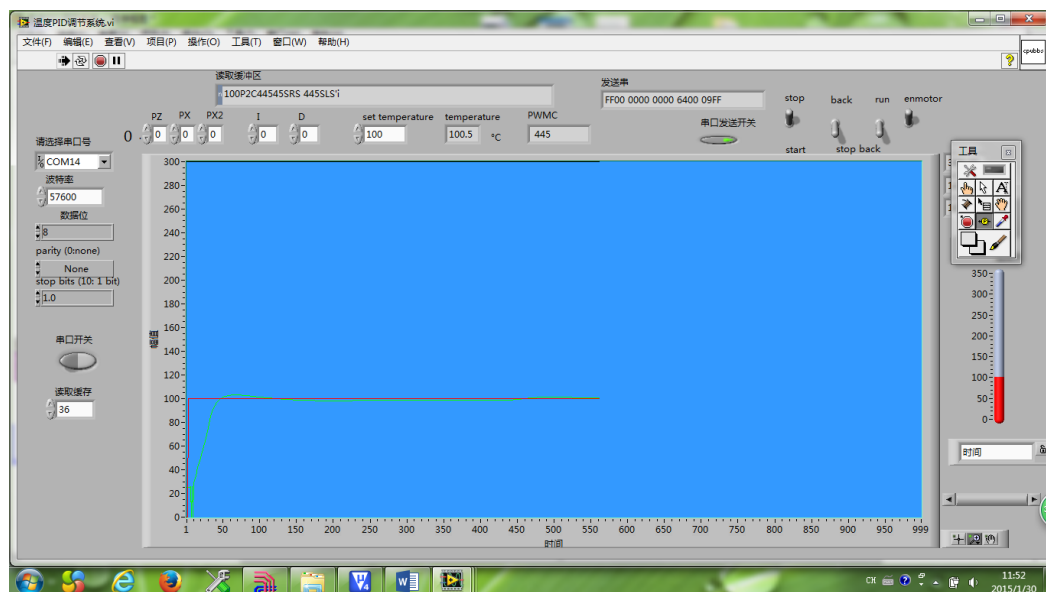 温度PID调节系统.vi
文件(F) 编辑(E) 查看(V) 项目(P) 操作(O) 工具(T) 窗口(W) 帮助(H)
cpubbs
读取缓冲区
100P2C44545SRS 445SLS'i
发送串
FF00 0000 0000 6400 09FF
stop back run enmotor
start stop back
串口发送开关
PZ PX PX2 I D set temperature temperature PWMC
0 0 0 0 0 0 100 100.5 °C 445
请选择串口号
COM14
波特率
57600
数据位
8
parity (0:none)
None
stop bits (10: 1 bit)
1.0
串口开关
读取缓存
36
300
280
260
240
220
200
180
160
140
120
100
80
60
40
20
0
1 50 100 150 200 250 300 350 400 450 500 550 600 650 700 750 800 850 900 950 999
时间
工具
A
350
300
250
200
150
100
50
0
时间
CH
11:52
2015/1/30